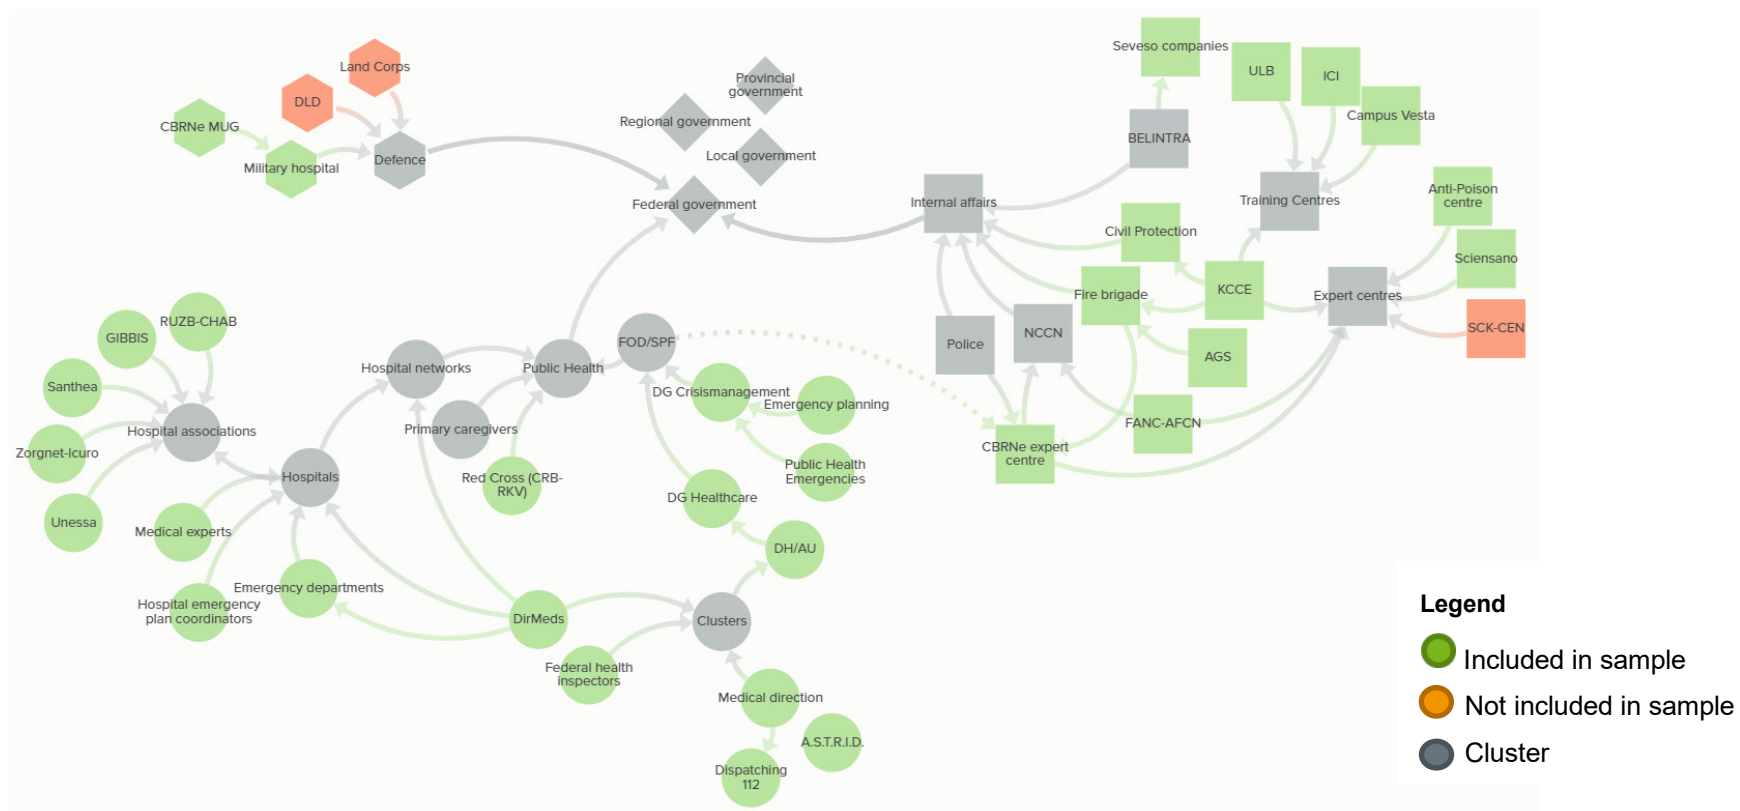 Land Corps
DLD
CBRNe MUG
Military hospital
Defence
Provincial
government
Regional government
Local government
Federal government
Seveso companies
ULB
ICI
Campus Vesta
BELINTRA
Internal affairs
Training Centres
Anti-Poison
centre
Civil Protection
Sciensano
KCCE
Fire brigade
Expert centres
SCK-CEN
NCCN
Police
AGS
FANC-AFCN
CBRNe expert
centre
RUZB-CHAB
GIBBIS
Santhea
Hospital associations
Zorgnet-Icuro
Unessa
Hospital networks
Public Health
FOD/SPF
Primary caregivers
Red Cross (CRB-
RKV)
DG Crisismanagement
Emergency planning
Public Health
Emergencies
DG Healthcare
DH/AU
Hospitals
Medical experts
Emergency departments
Hospital emergency
plan coordinators
DirMeds
Clusters
Federal health
inspectors
Medical direction
A.S.T.R.I.D.
Dispatching
112
Legend
Included in sample
Not included in sample
Cluster